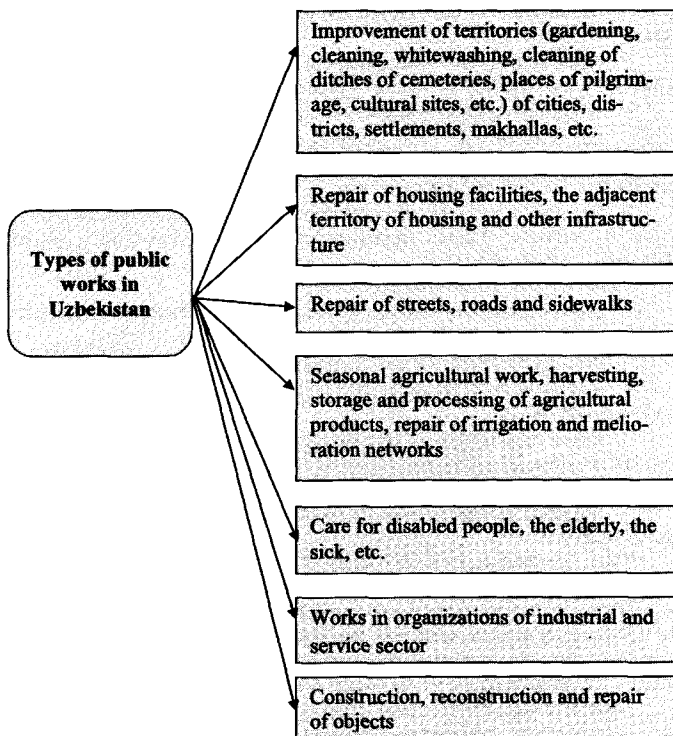 Improvement of territories (gardening,
cleaning, whitewashing, cleaning of
ditches of cemeteries, places of pilgrim-
age, cultural sites, etc.) of cities, dis-
tricts, settlements, makhallas, etc.
Repair of housing facilities, the adjacent
territory of housing and other infrastruc-
ture
Types of public
works in
Uzbekistan
Repair of streets, roads and sidewalks
Seasonal agricultural work, harvesting,
storage and processing of agricultural
products, repair of irrigation and melio-
ration networks
Care for disabled people, the elderly, the
sick, etc.
Works in organizations of industrial and
service sector
Construction, reconstruction and repair
of objects